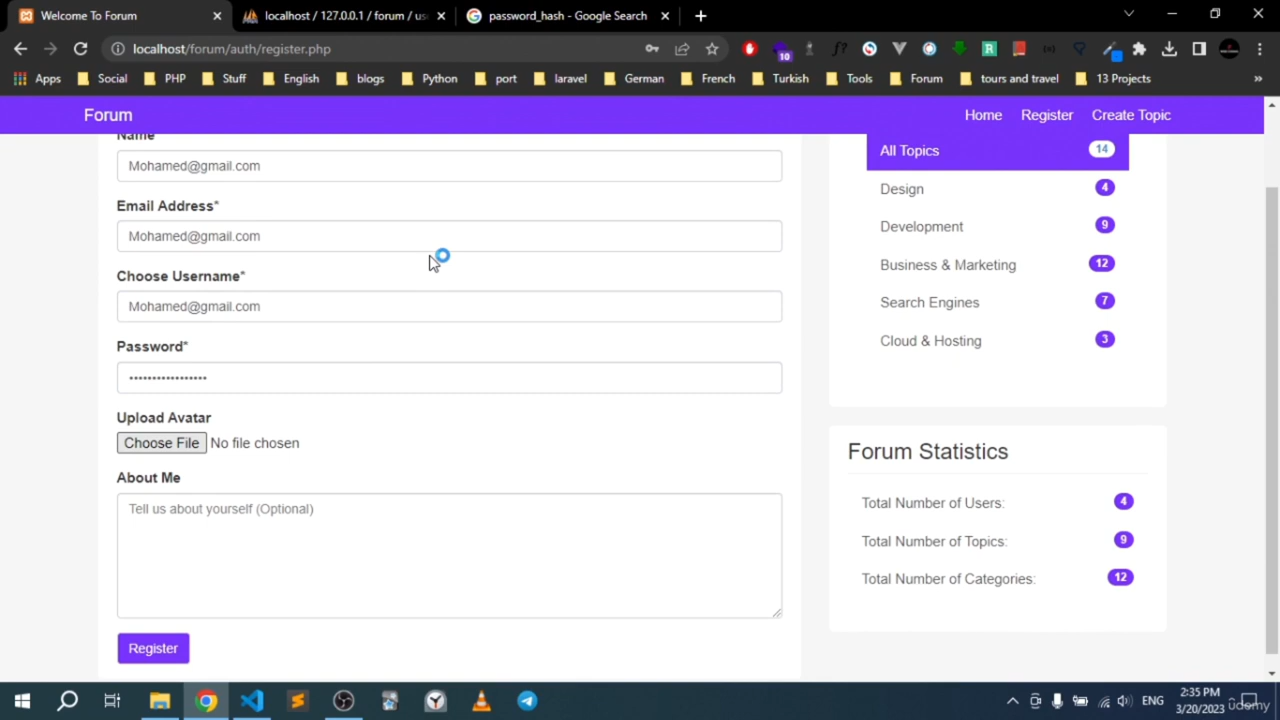 Welcome To Forum
localhost / 127.0.0.1 / forum / us
password_hash - Google Search
localhost/forum/auth/register.php
10
Apps
Social
PHP
Stuff
English
blogs
Python
port
laravel
German
French
Turkish
Tools
Forum
tours and travel
13 Projects
»
Forum
Home
Register
Create Topic
Name
Mohamed@gmail.com
Email Address*
Mohamed@gmail.com
Choose Username*
Mohamed@gmail.com
Password*
•••••••••••••••••
Upload Avatar
Choose File No file chosen
About Me
Tell us about yourself (Optional)
Register
All Topics 14
Design 4
Development 9
Business & Marketing 12
Search Engines 7
Cloud & Hosting 3
Forum Statistics
Total Number of Users: 4
Total Number of Topics: 9
Total Number of Categories: 12
ENG
2:35 PM
3/20/2023
udemy